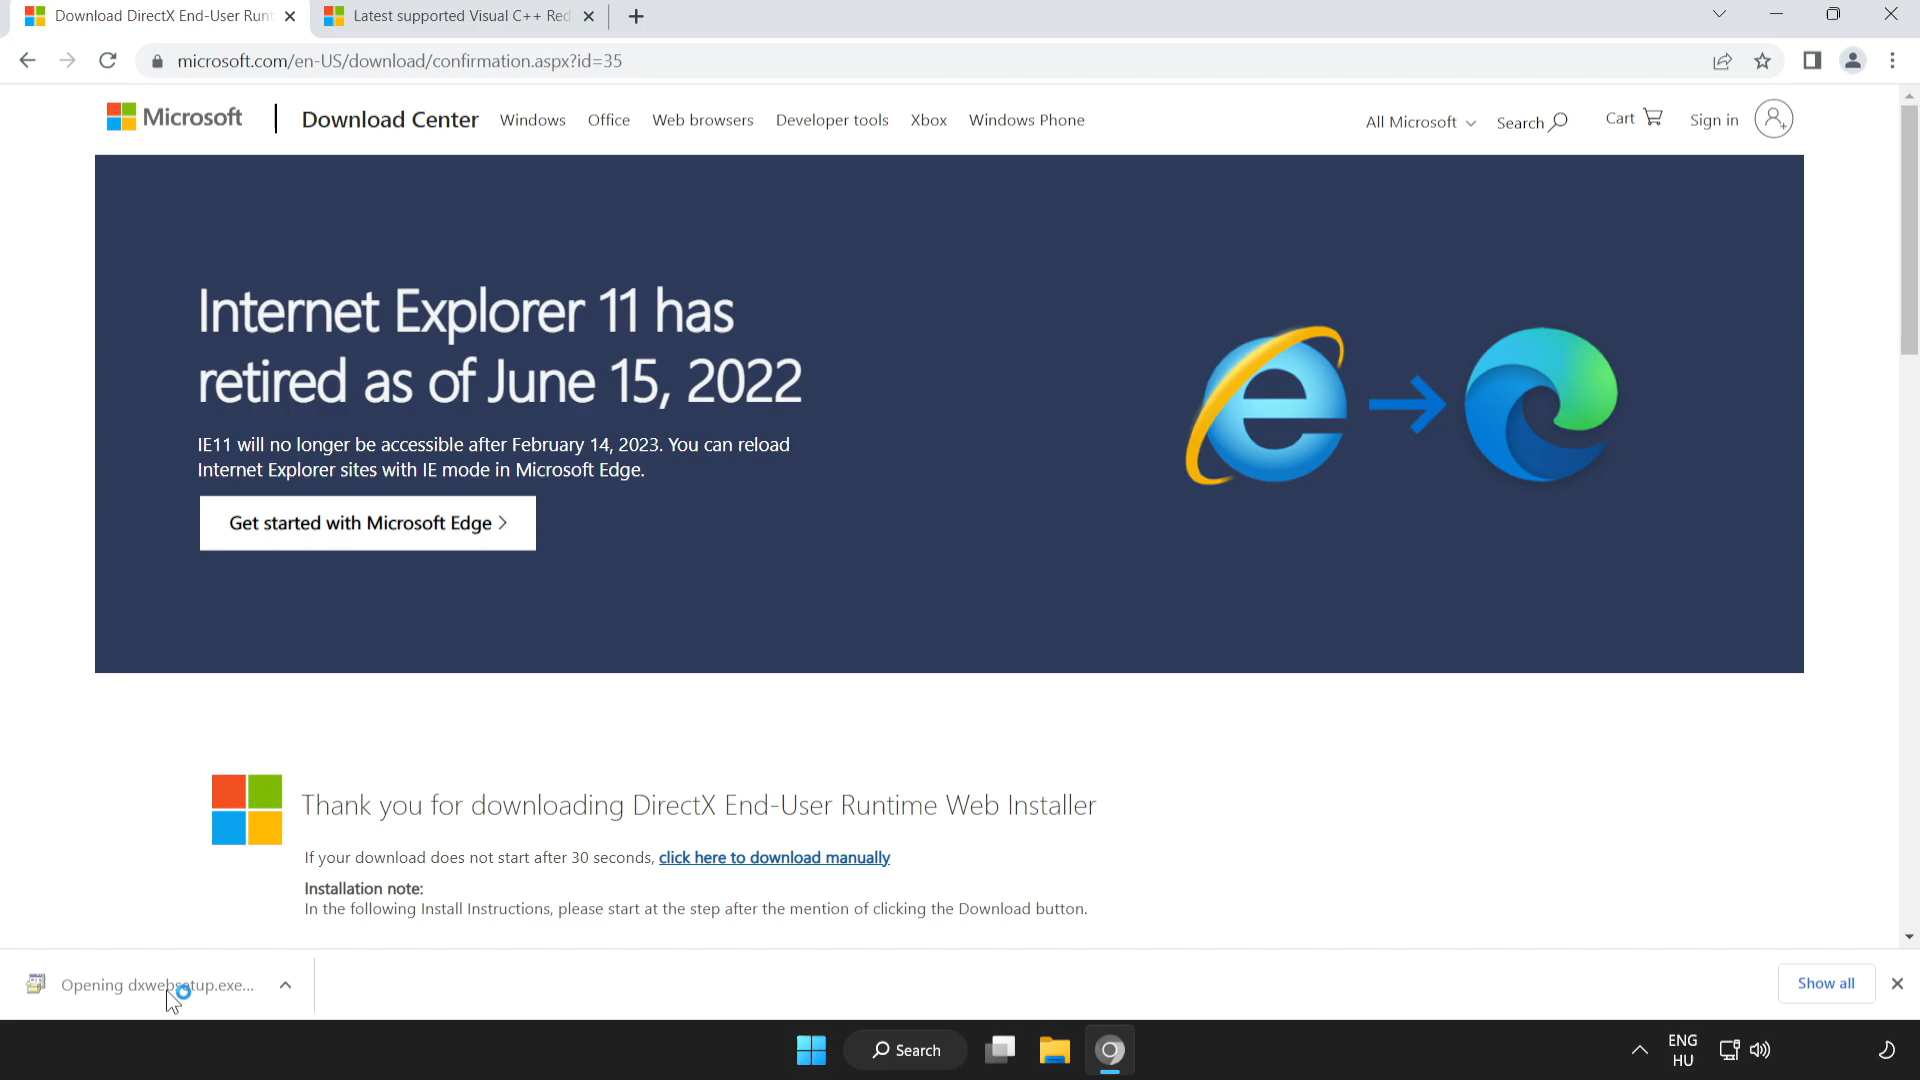 Download DirectX End-User Runt
Latest supported Visual C++ Red
microsoft.com/en-US/download/confirmation.aspx?id=35
Microsoft
Download Center
Windows
Office
Web browsers
Developer tools
Xbox
Windows Phone
All Microsoft
Search
Cart
Sign in
Internet Explorer 11 has
retired as of June 15, 2022
IE11 will no longer be accessible after February 14, 2023. You can reload
Internet Explorer sites with IE mode in Microsoft Edge.
Get started with Microsoft Edge >
Thank you for downloading DirectX End-User Runtime Web Installer
If your download does not start after 30 seconds, click here to download manually
Installation note:
In the following Install Instructions, please start at the step after the mention of clicking the Download button.
Opening dxwebsetup.exe...
Show all
Search
ENG
HU